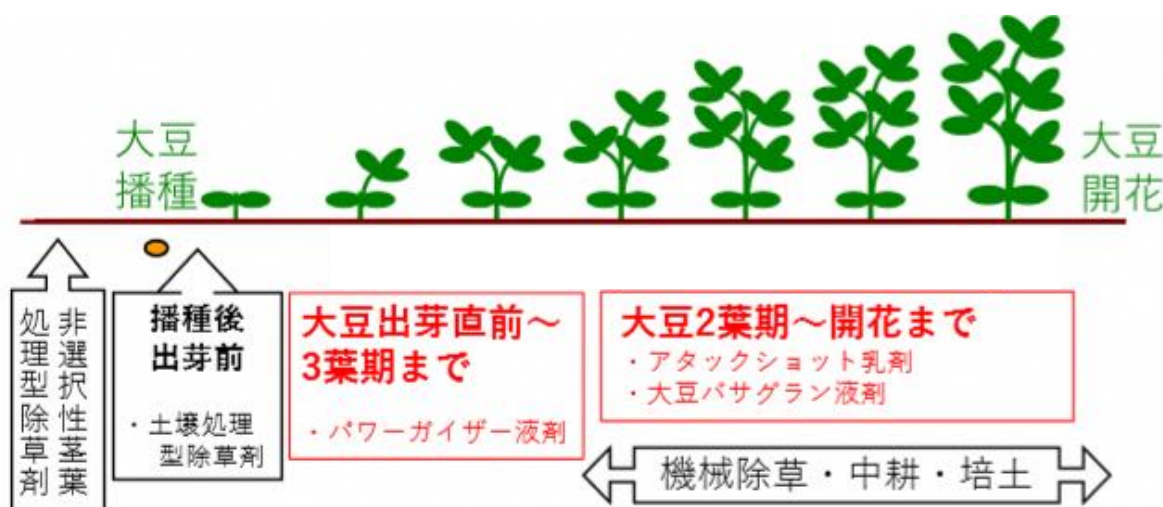 大豆
播種
大豆
開花
非選択性茎葉
処理型除草剤
播種後
出芽前
・土壌処理
型除草剤
大豆出芽直前～
3葉期まで
・パワーガイザー液剤
大豆2葉期～開花まで
・アタックショット乳剤
・大豆バサグラン液剤
機械除草・中耕・培土